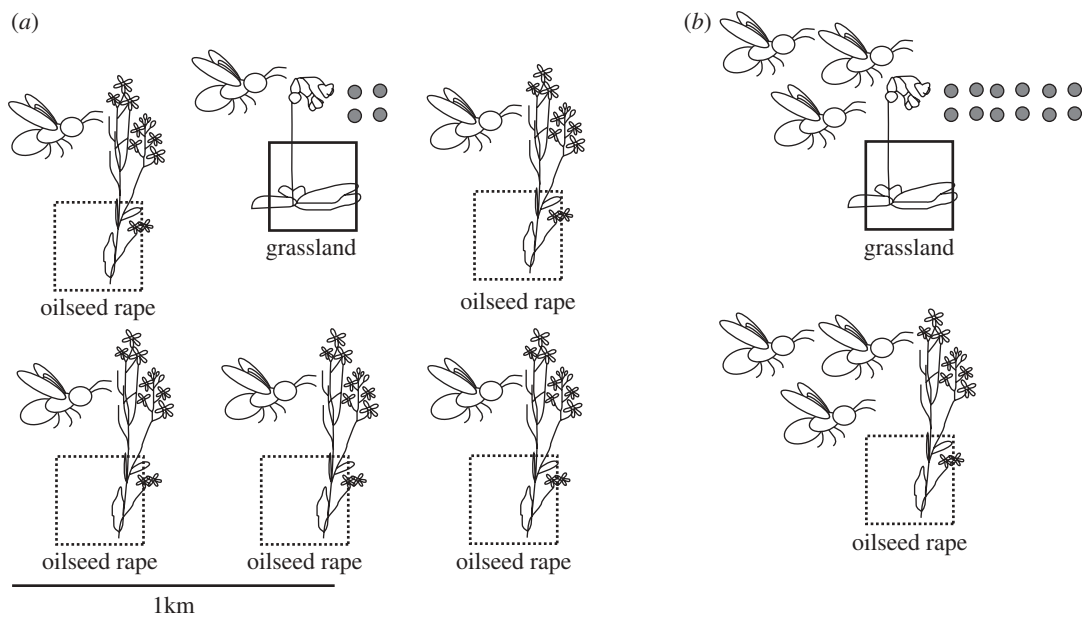 (a)
(b)
grassland
grassland
oilseed rape
oilseed rape
oilseed rape
oilseed rape
oilseed rape
oilseed rape
1km